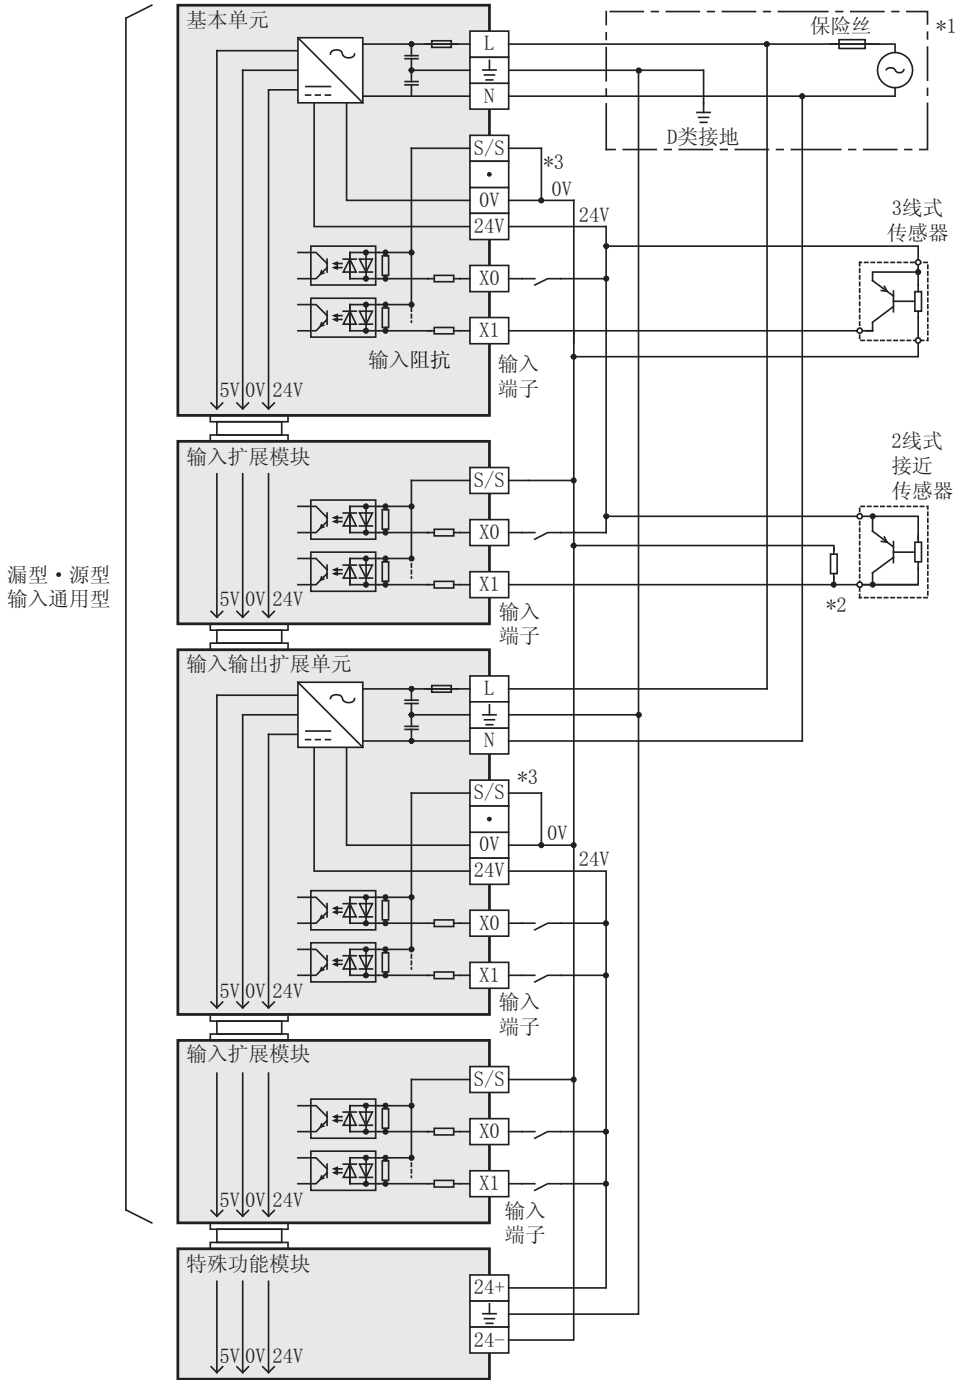 基本单元
保险丝
*1
L
N
D类接地
S/S
*3
•
0V
0V
24V
24V
3线式
传感器
X0
X1
输入阻抗
输入
端子
5V 0V 24V
输入扩展模块
2线式
接近
传感器
S/S
X0
X1
*2
漏型・源型
输入通用型
5V 0V 24V
输入
端子
输入输出扩展单元
L
N
*3
S/S
•
0V
0V
24V
24V
X0
X1
5V 0V 24V
输入
端子
输入扩展模块
S/S
X0
X1
5V 0V 24V
输入
端子
特殊功能模块
24+
24-
5V 0V 24V